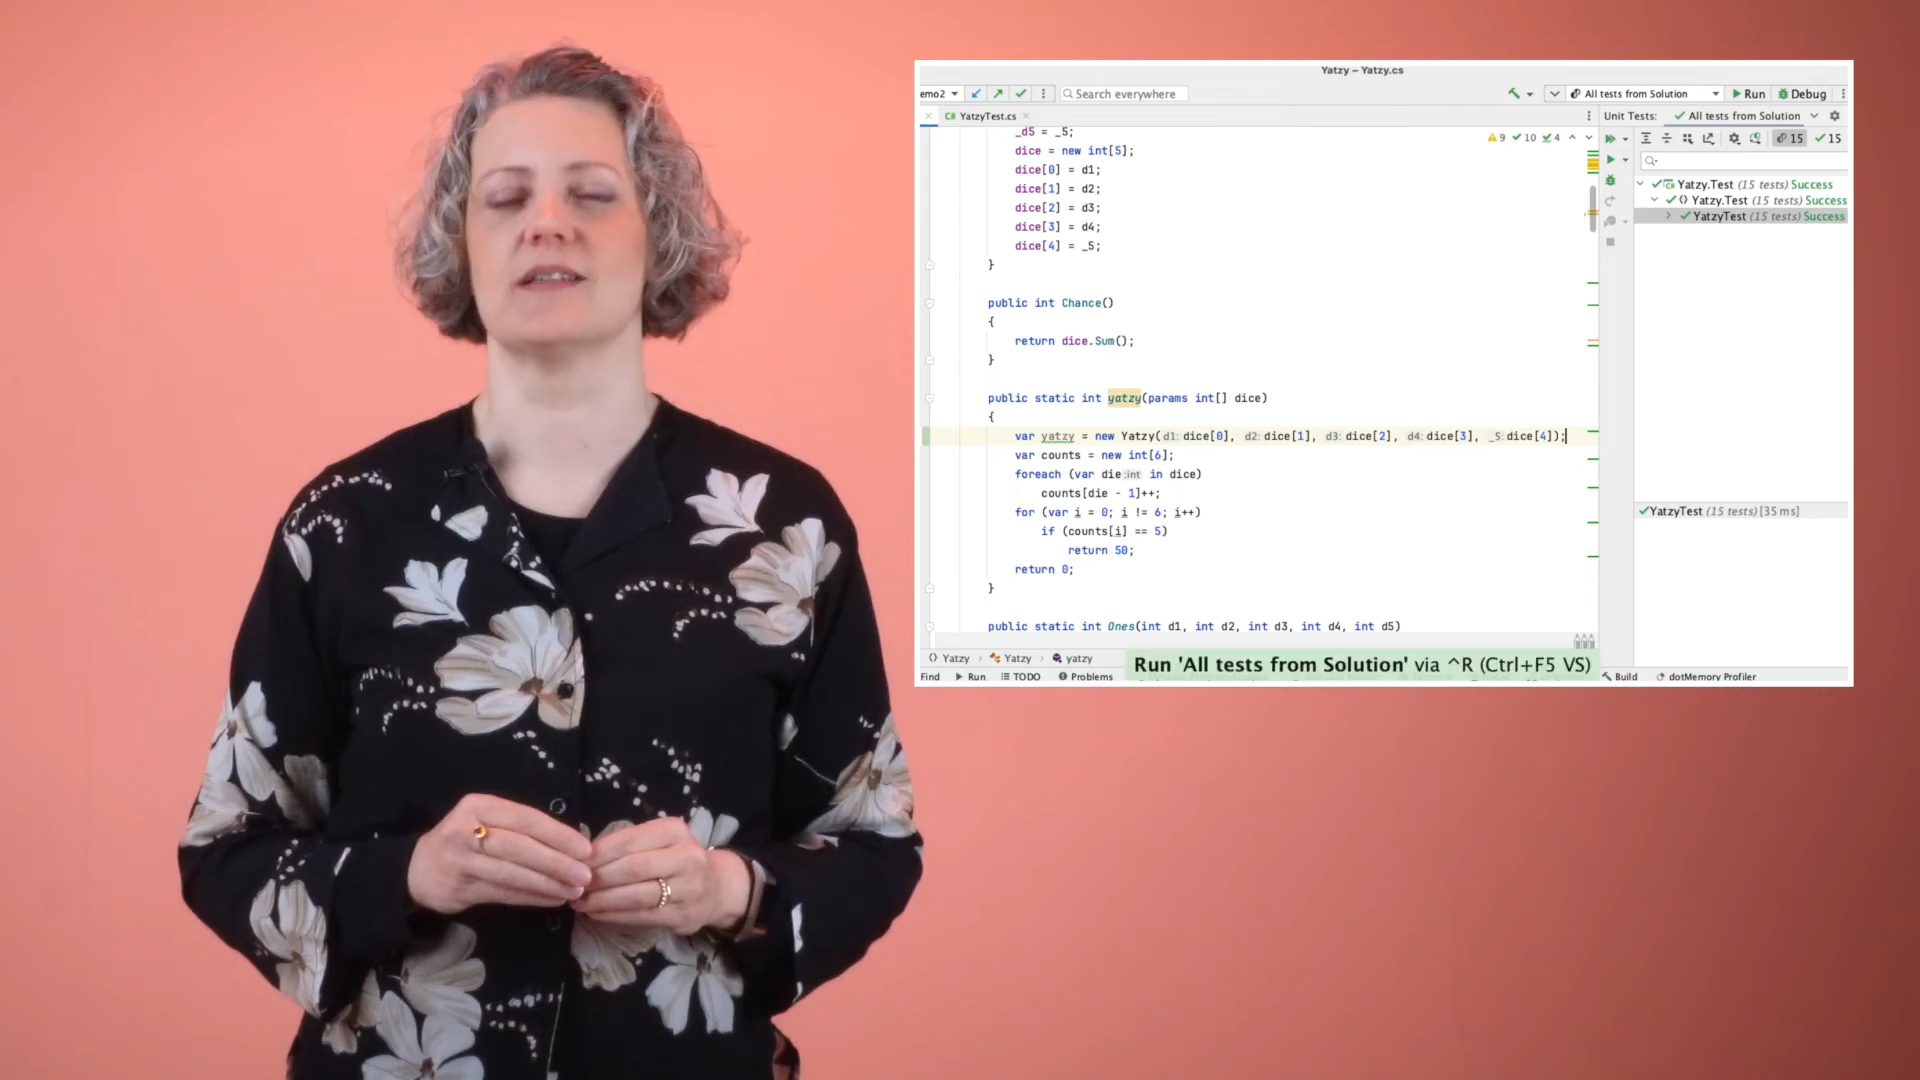 Yatzy – Yatzy.cs
emo2 Search everywhere All tests from Solution Run Debug
YatzyTest.cs Unit Tests: All tests from Solution
9 10 4 15 15
_d5 = _5;
dice = new int[5];
dice[0] = d1;
dice[1] = d2;
dice[2] = d3;
dice[3] = d4;
dice[4] = _5;
}
public int Chance()
{
return dice.Sum();
}
public static int yatzy(params int[] dice)
{
var yatzy = new Yatzy(d1: dice[0], d2: dice[1], d3: dice[2], d4: dice[3], _5: dice[4]);
var counts = new int[6];
foreach (var die:int in dice)
counts[die - 1]++;
for (var i = 0; i != 6; i++)
if (counts[i] == 5)
return 50;
return 0;
}
public static int Ones(int d1, int d2, int d3, int d4, int d5)
Yatzy.Test (15 tests) Success
Yatzy.Test (15 tests) Success
YatzyTest (15 tests) Success
YatzyTest (15 tests) [35 ms]
() Yatzy Yatzy yatzy
Run 'All tests from Solution' via ^R (Ctrl+F5 VS)
Find Run TODO Problems Build dotMemory Profiler